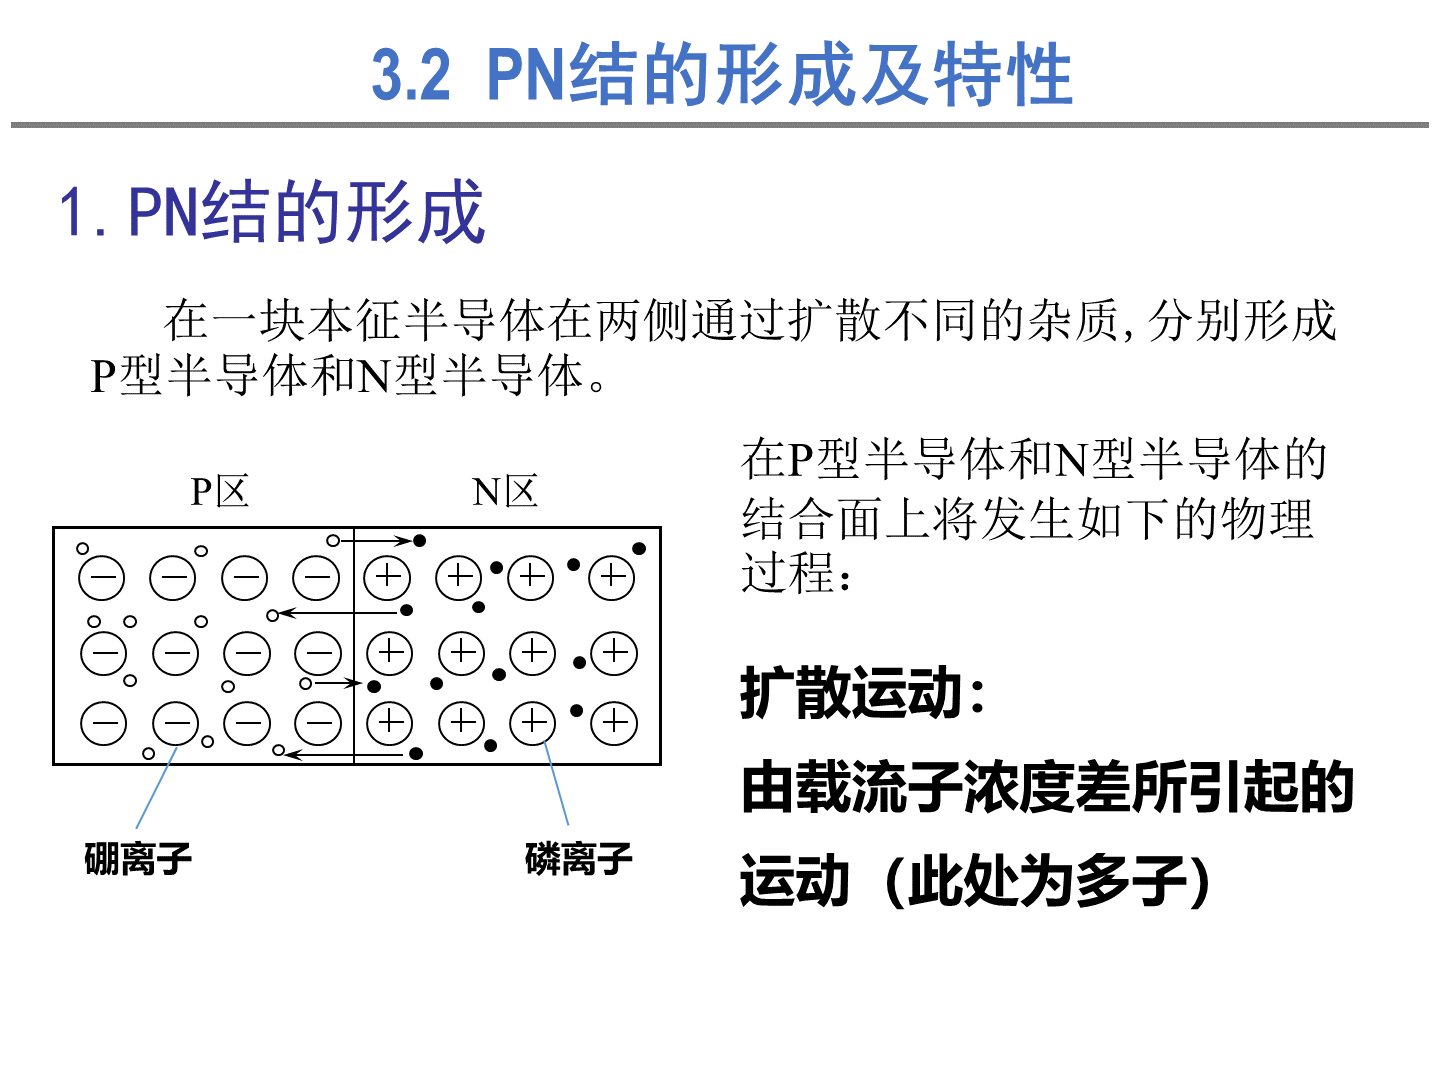 3.2 PN结的形成及特性
1.PN结的形成
在一块本征半导体在两侧通过扩散不同的杂质,分别形成
P型半导体和N型半导体。
在P型半导体和N型半导体的
结合面上将发生如下的物理
过程：
P区 N区
硼离子 磷离子
扩散运动：
由载流子浓度差所引起的
运动（此处为多子）